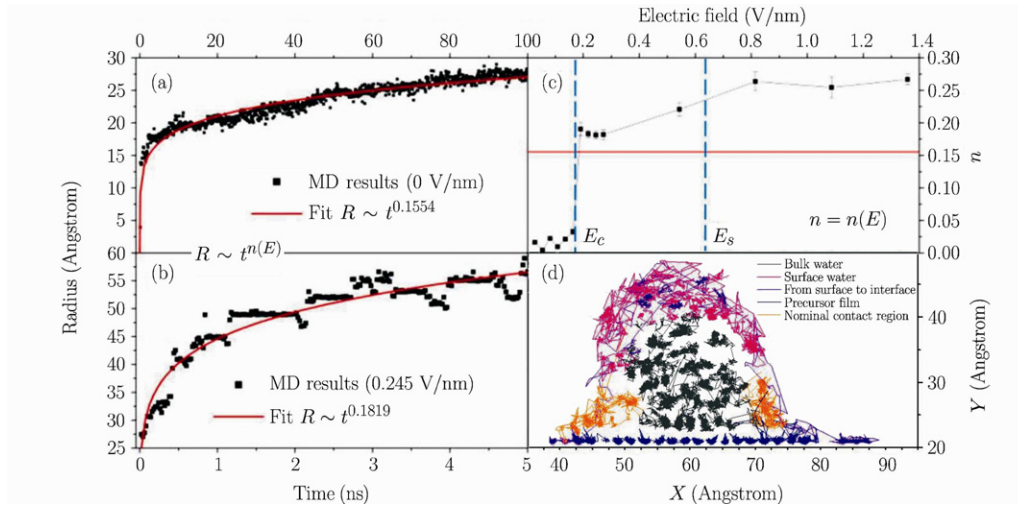 Electric field (V/nm)
0 20 40 60 80 100 0 0.2 0.4 0.6 0.8 1.0 1.2 1.4
(a)
MD results (0 V/nm)
Fit R ~ t^0.1554
R ~ t^n(E)
30
25
20
15
10
5
60
(c)
E_c
E_s
n = n(E)
0.30
0.25
0.20
0.15
0.10
0.05
0.00
n
Radius (Angstrom)
(b)
MD results (0.245 V/nm)
Fit R ~ t^0.1819
55
50
45
40
35
30
25
0 1 2 3 4 5
Time (ns)
(d)
Bulk water
Surface water
From surface to interface
Precursor film
Nominal contact region
40
30
20
Y (Angstrom)
40 50 60 70 80 90
X (Angstrom)